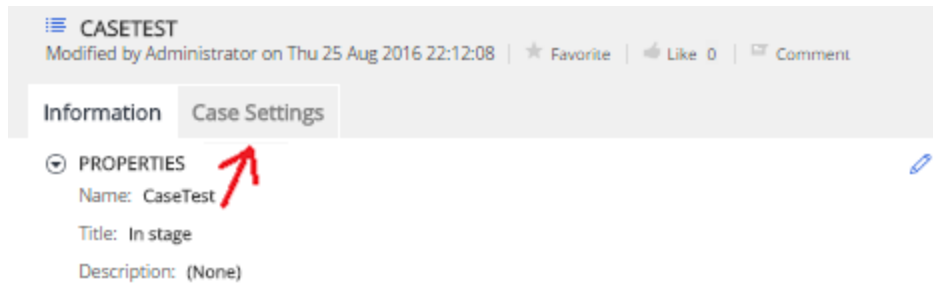 CASETEST
Modified by Administrator on Thu 25 Aug 2016 22:12:08 | Favorite | Like 0 | Comment
Information Case Settings
PROPERTIES
Name: CaseTest
Title: In stage
Description: (None)